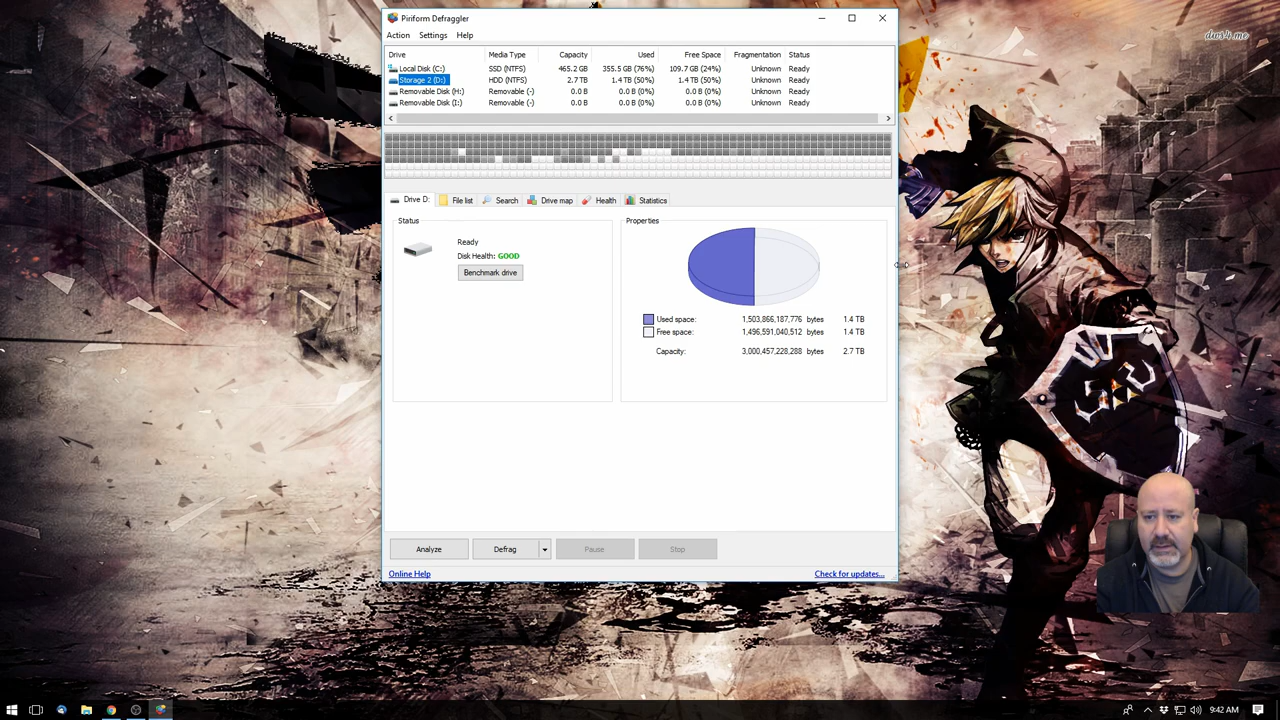 Piriform Defraggler
dws4.me
Action Settings Help
Drive Media Type Capacity Used Free Space Fragmentation Status
Local Disk (C:) SSD (NTFS) 465.2 GB 355.5 GB (76%) 109.7 GB (24%) Unknown Ready
Storage 2 (D:) HDD (NTFS) 2.7 TB 1.4 TB (50%) 1.4 TB (50%) Unknown Ready
Removable Disk (H:) Removable (-) 0.0 B 0.0 B (0%) 0.0 B (0%) Unknown Ready
Removable Disk (I:) Removable (-) 0.0 B 0.0 B (0%) 0.0 B (0%) Unknown Ready
Drive D: File list Search Drive map Health Statistics
Status
Ready
Disk Health: GOOD
Benchmark drive
Properties
Used space: 1,503,866,187,776 bytes 1.4 TB
Free space: 1,496,591,040,512 bytes 1.4 TB
Capacity: 3,000,457,228,288 bytes 2.7 TB
Analyze Defrag Pause Stop
Online Help Check for updates...
9:42 AM